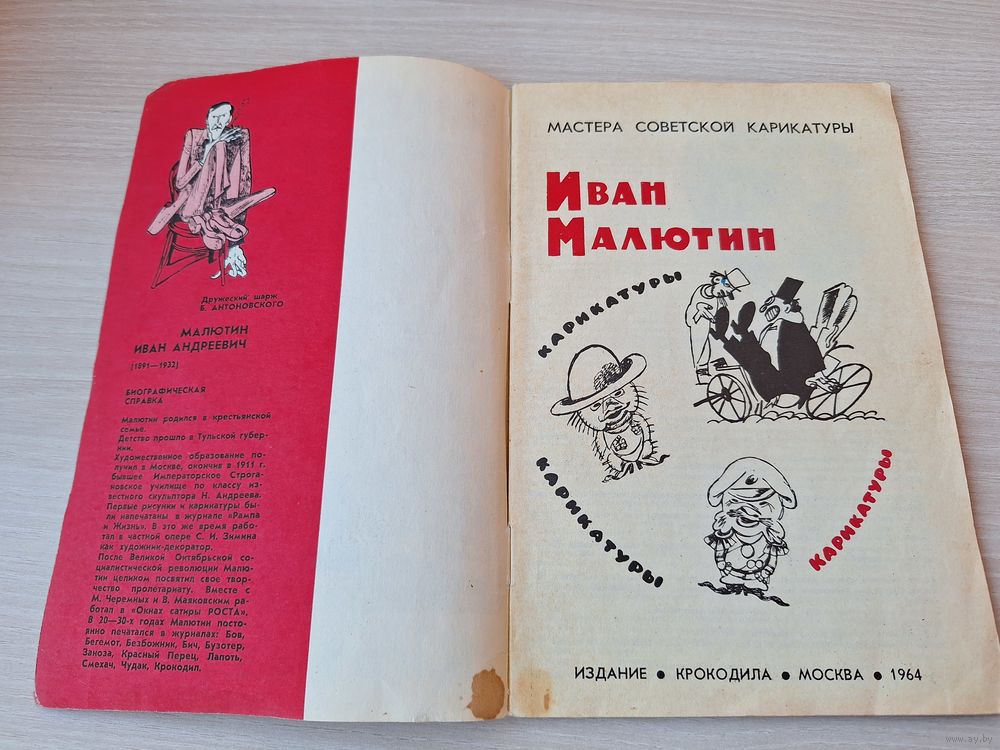 Дружеский шарж
Б. АНТОНОВСКОГО
МАЛЮТИН
ИВАН АНДРЕЕВИЧ
(1891—1932)
БИОГРАФИЧЕСКАЯ
СПРАВКА
Малютин родился в крестьянской
семье.
Детство прошло в Тульской губер-
нии.
Художественное образование по-
лучил в Москве, окончив в 1911 г.
бывшее Императорское Строга-
новское училище по классу из-
вестного скульптора Н. Андреева.
Первые рисунки и карикатуры бы-
ли напечатаны в журнале «Рампа
и Жизнь». В это же время рабо-
тал в частной опере С. И. Зимина
как художник-декоратор.
После Великой Октябрьской со-
циалистической революции Малю-
тин целиком посвятил свое твор-
чество пролетариату. Вместе с
М. Черемных и В. Маяковским ра-
ботал в «Окнах сатиры РОСТА».
В 20—30-х годах Малютин посто-
янно печатался в журналах: Бов,
Бегемот, Безбожник, Бич, Бузотер,
Заноза, Красный Перец, Лапоть,
Смехач, Чудак, Крокодил.
МАСТЕРА СОВЕТСКОЙ КАРИКАТУРЫ
ИВАН
МАЛЮТИН
КАРИКАТУРЫ
КАРИКАТУРЫ
КАРИКАТУРЫ
ИЗДАНИЕ • КРОКОДИЛА • МОСКВА • 1964
www.ay.by